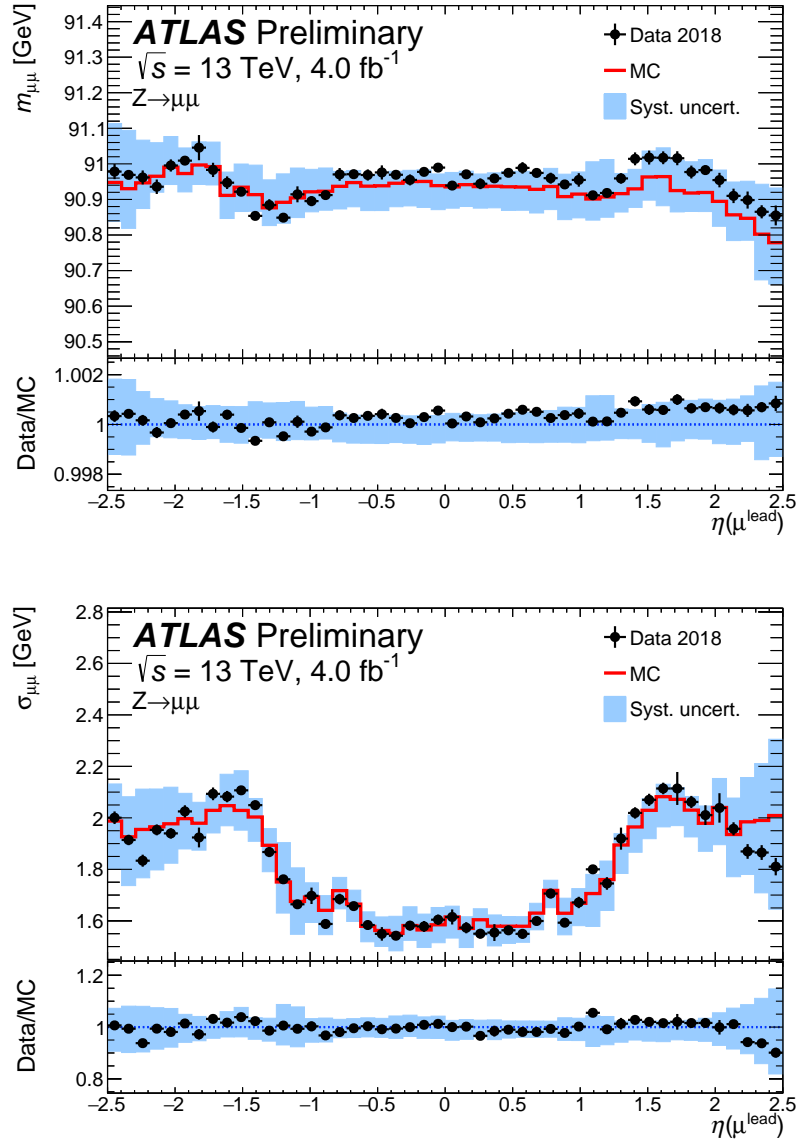 m_μμ [GeV]
91.4
91.3
91.2
91.1
91
90.9
90.8
90.7
90.6
90.5
ATLAS Preliminary
√s = 13 TeV, 4.0 fb⁻¹
Z→μμ
Data 2018
MC
Syst. uncert.
Data/MC
1.002
1
0.998
−2.5 −2 −1.5 −1 −0.5 0 0.5 1 1.5 2 2.5
η(μ^lead)
σ_μμ [GeV]
2.8
2.6
2.4
2.2
2
1.8
1.6
ATLAS Preliminary
√s = 13 TeV, 4.0 fb⁻¹
Z→μμ
Data 2018
MC
Syst. uncert.
Data/MC
1.2
1
0.8
−2.5 −2 −1.5 −1 −0.5 0 0.5 1 1.5 2 2.5
η(μ^lead)